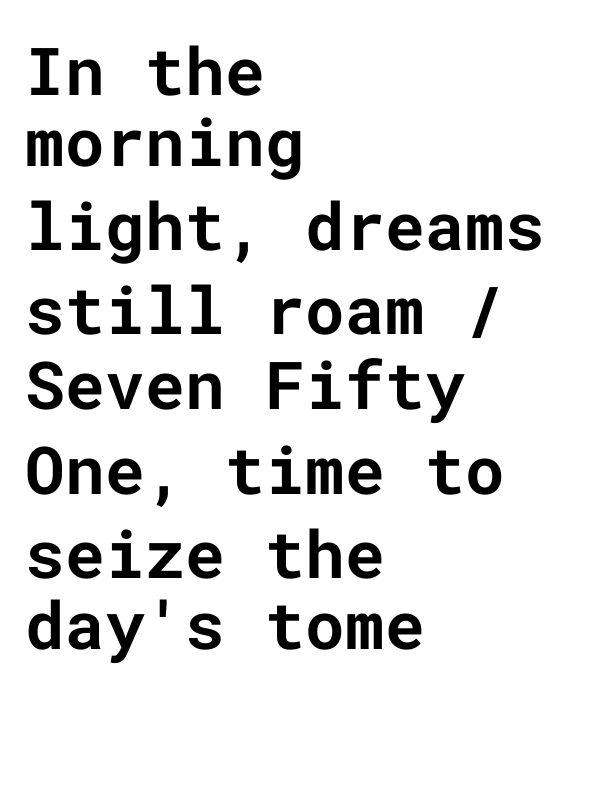 In the
morning
light, dreams
still roam /
Seven Fifty
One, time to
seize the
day's tome